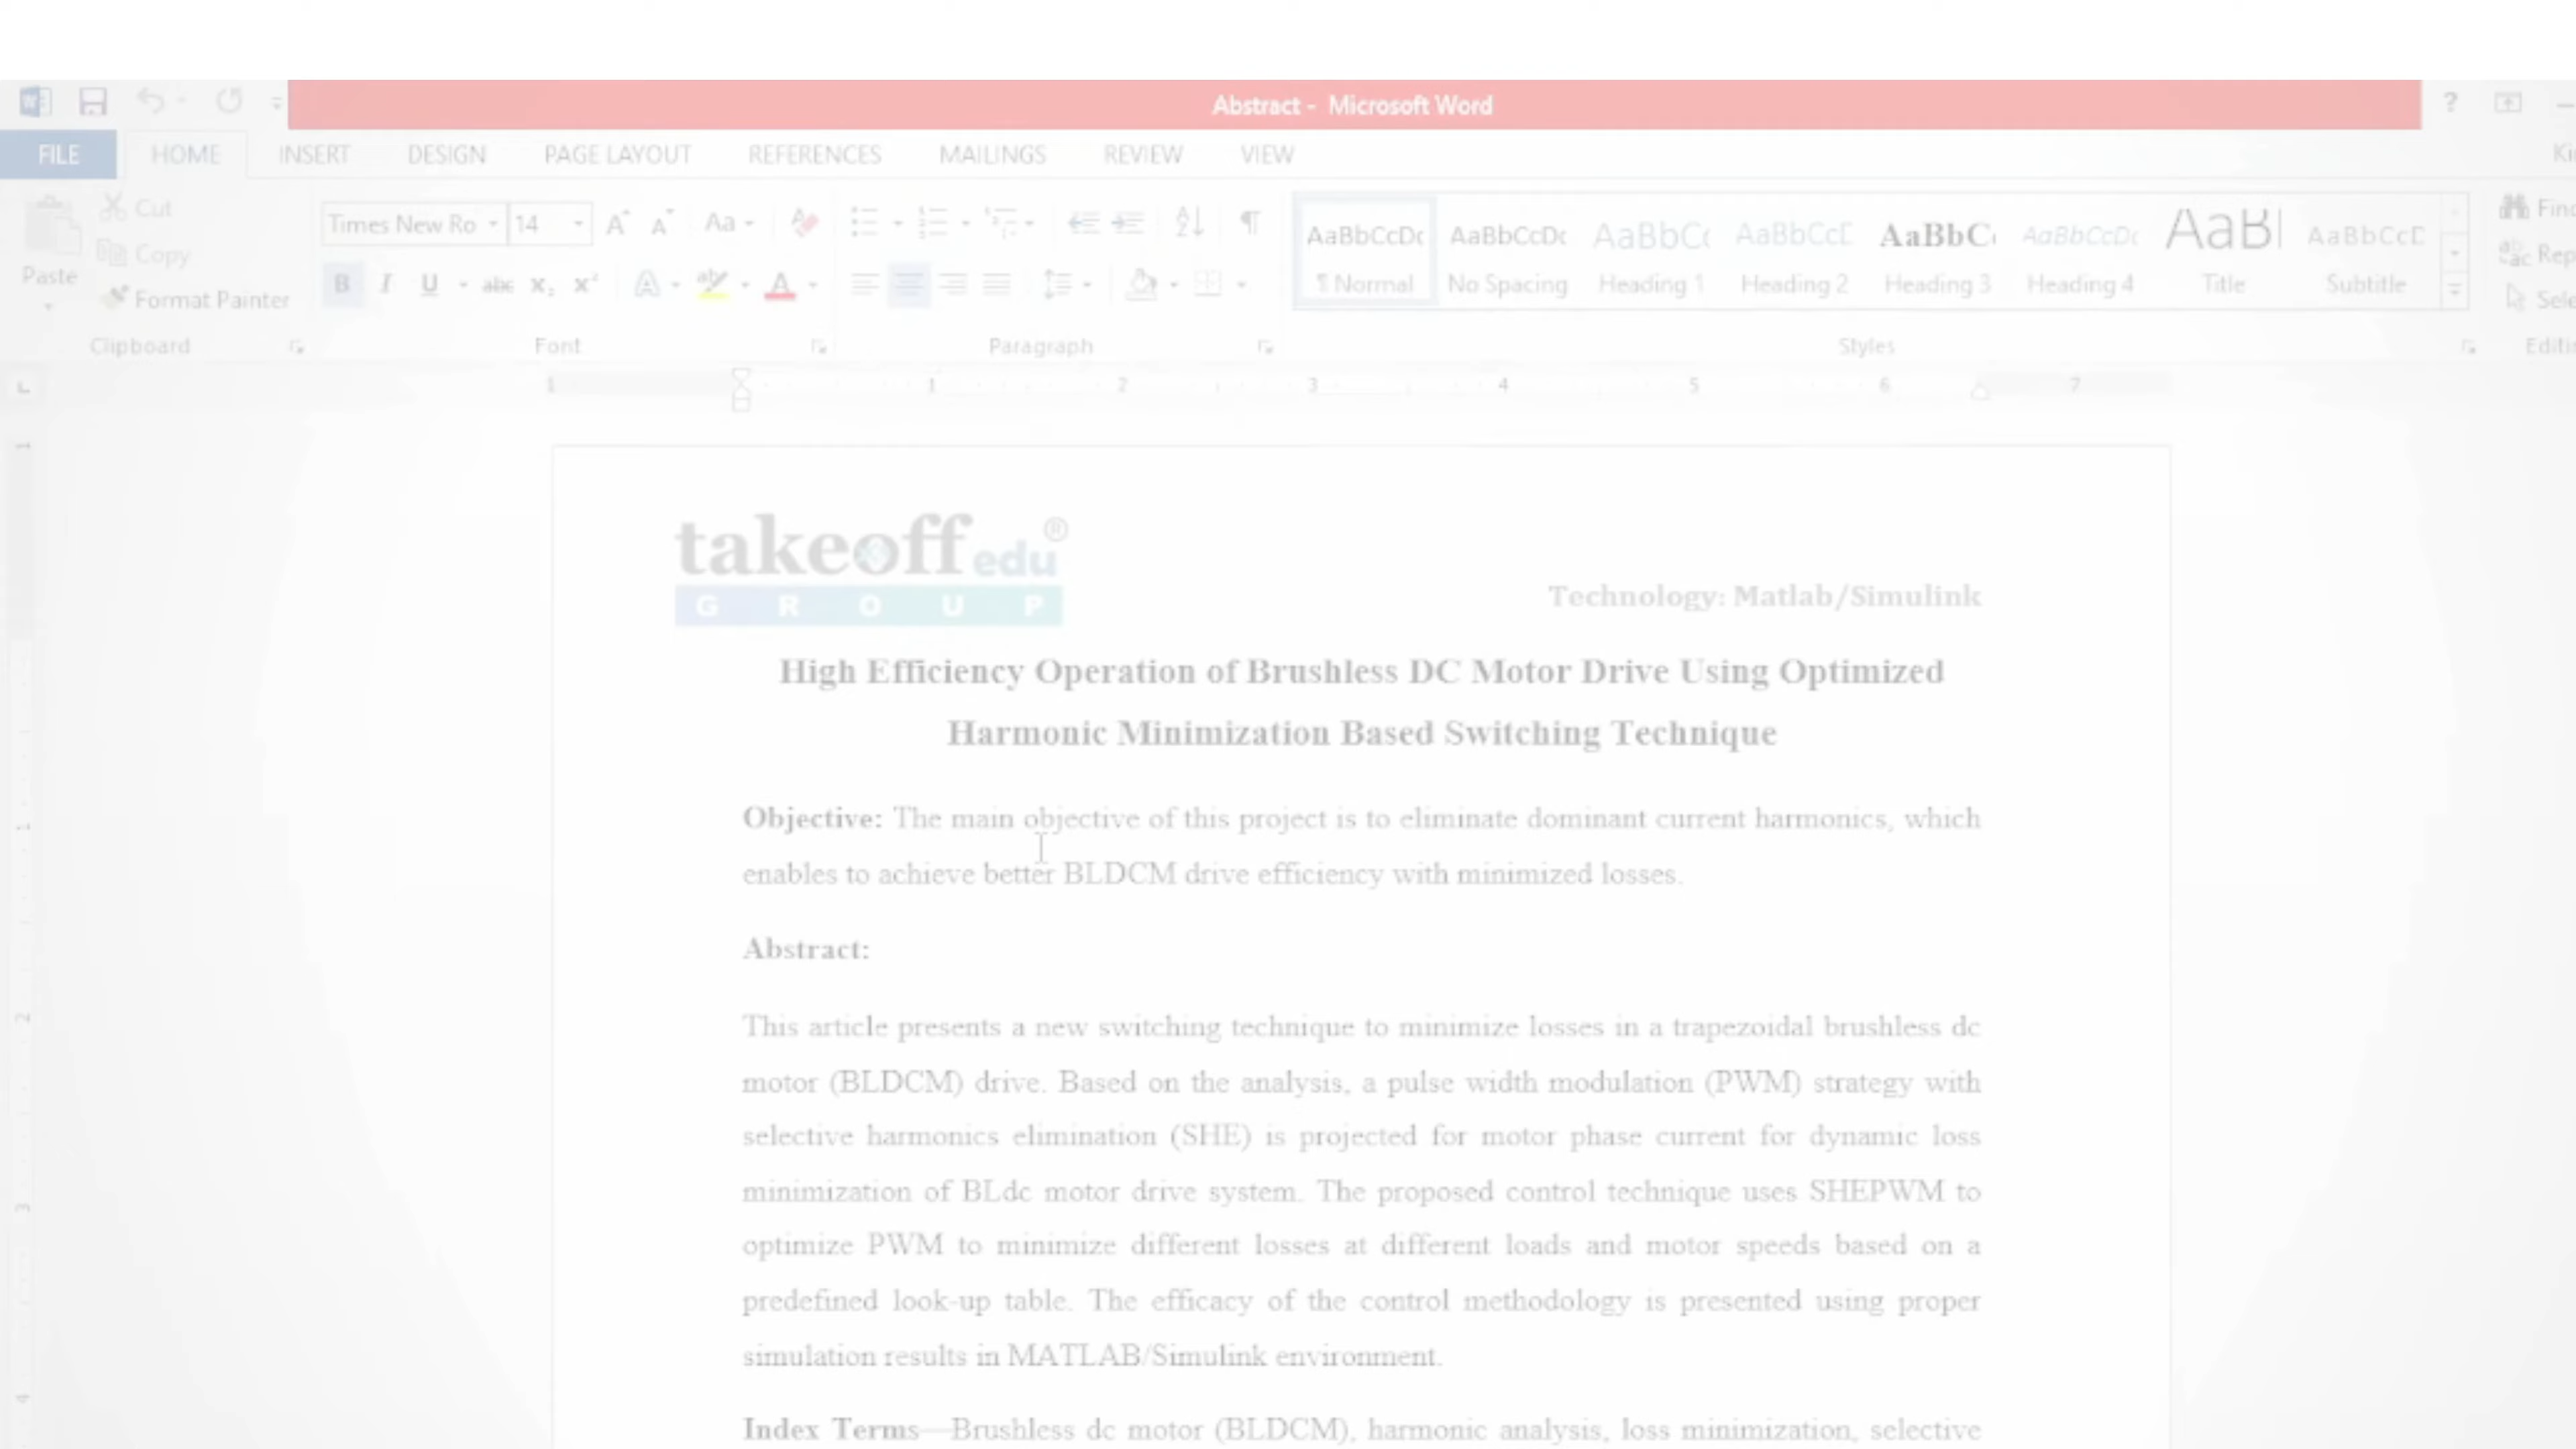 Abstract - Microsoft Word
FILE HOME INSERT DESIGN PAGE LAYOUT REFERENCES MAILINGS REVIEW VIEW
Cut
Copy
Paste
Format Painter
Clipboard
Times New Ro 14
Font
Paragraph
AaBbCcDc AaBbCcDc AaBbCc AaBbCcD AaBbC AaBbCcDc AaB AaBbCcD
¶ Normal No Spacing Heading 1 Heading 2 Heading 3 Heading 4 Title Subtitle
Styles
1 1 2 3 4 5 6 7
takeoff edu®
GROUP
Technology: Matlab/Simulink
High Efficiency Operation of Brushless DC Motor Drive Using Optimized
Harmonic Minimization Based Switching Technique
Objective: The main objective of this project is to eliminate dominant current harmonics, which
enables to achieve better BLDCM drive efficiency with minimized losses.
Abstract:
This article presents a new switching technique to minimize losses in a trapezoidal brushless dc
motor (BLDCM) drive. Based on the analysis, a pulse width modulation (PWM) strategy with
selective harmonics elimination (SHE) is projected for motor phase current for dynamic loss
minimization of BLdc motor drive system. The proposed control technique uses SHEPWM to
optimize PWM to minimize different losses at different loads and motor speeds based on a
predefined look-up table. The efficacy of the control methodology is presented using proper
simulation results in MATLAB/Simulink environment.
Index Terms—Brushless dc motor (BLDCM), harmonic analysis, loss minimization, selective